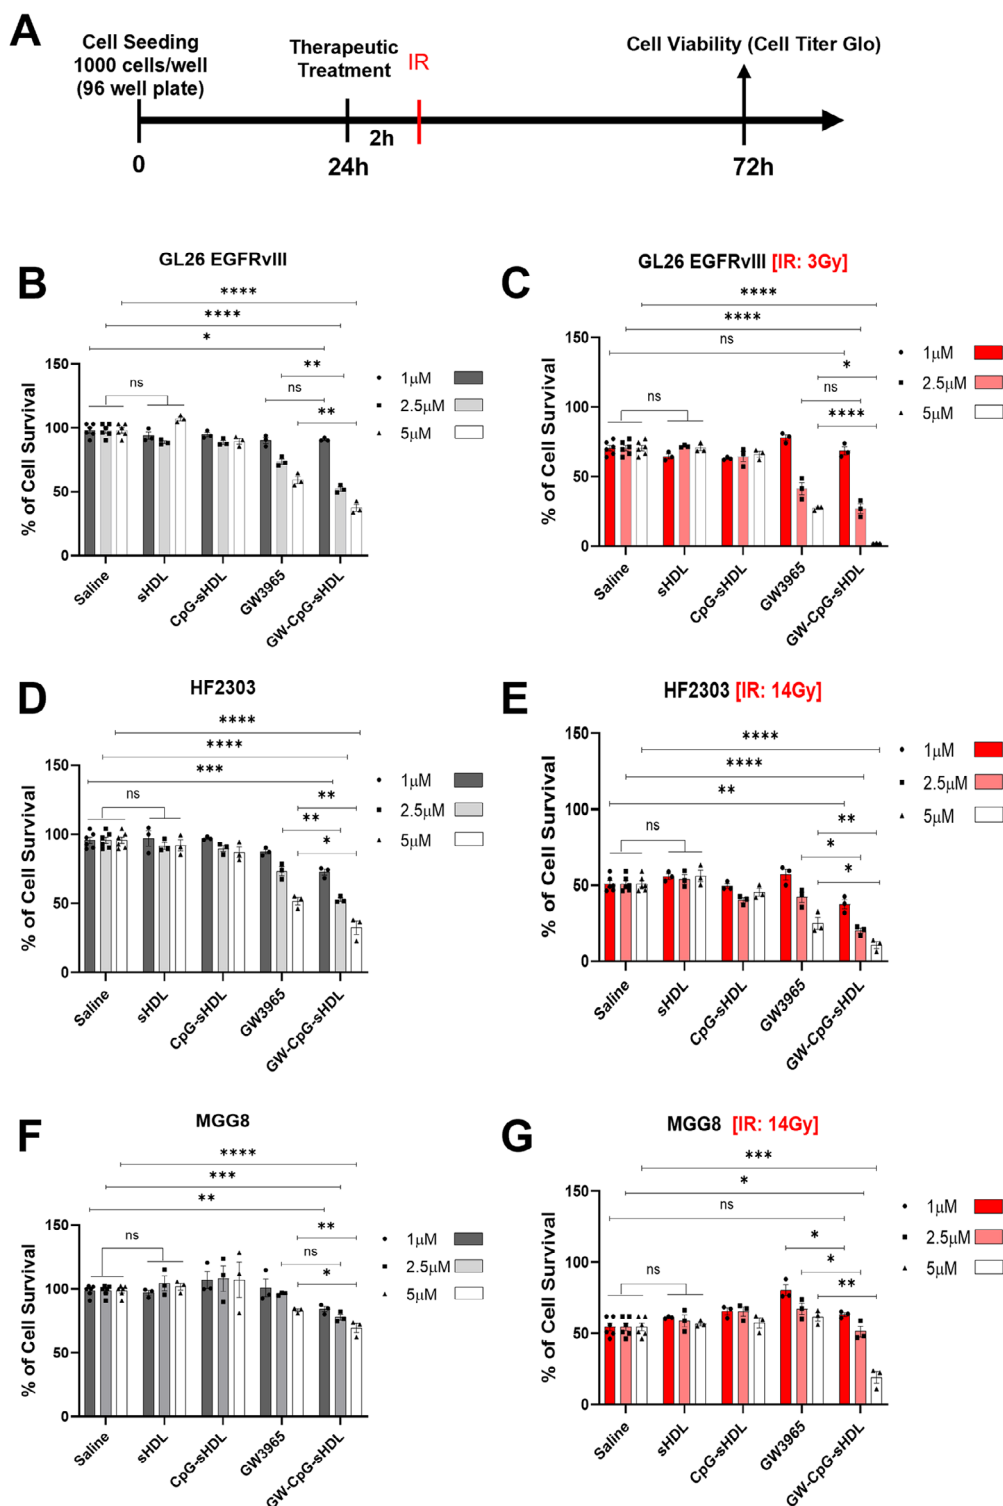 A
Cell Seeding
1000 cells/well
(96 well plate)
Therapeutic
Treatment
IR
Cell Viability (Cell Titer Glo)
2h
0
24h
72h
B
GL26 EGFRvIII
****
****
*
**
ns
**
ns
150
100
50
0
% of Cell Survival
1μM
2.5μM
5μM
Saline
sHDL
CpG-sHDL
GW3965
GW-CpG-sHDL
C
GL26 EGFRvIII [IR: 3Gy]
****
****
ns
*
ns
****
ns
150
100
50
0
% of Cell Survival
1μM
2.5μM
5μM
Saline
sHDL
CpG-sHDL
GW3965
GW-CpG-sHDL
D
HF2303
****
****
***
**
**
*
ns
150
100
50
0
% of Cell Survival
1μM
2.5μM
5μM
Saline
sHDL
CpG-sHDL
GW3965
GW-CpG-sHDL
E
HF2303 [IR: 14Gy]
****
****
**
**
*
*
ns
150
100
50
0
% of Cell Survival
1μM
2.5μM
5μM
Saline
sHDL
CpG-sHDL
GW3965
GW-CpG-sHDL
F
MGG8
****
***
**
**
ns
*
ns
150
100
50
0
% of Cell Survival
1μM
2.5μM
5μM
Saline
sHDL
CpG-sHDL
GW3965
GW-CpG-sHDL
G
MGG8 [IR: 14Gy]
***
*
ns
*
*
**
ns
150
100
50
0
% of Cell Survival
1μM
2.5μM
5μM
Saline
sHDL
CpG-sHDL
GW3965
GW-CpG-sHDL